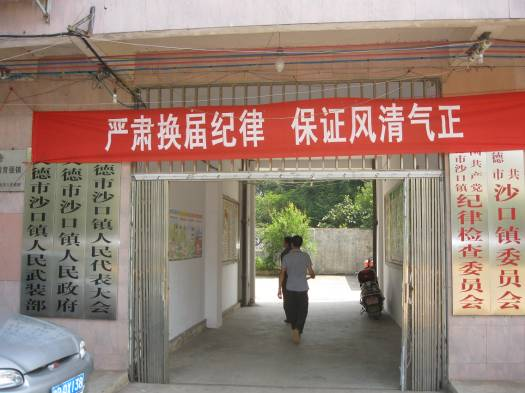 严肃换届纪律 保证风清气正
德市沙口镇人民武装部
德市沙口镇人民政府
德市沙口镇人民代表大会
国共产党
德市沙口镇
纪律检查委员会
共
德市沙口镇委员会